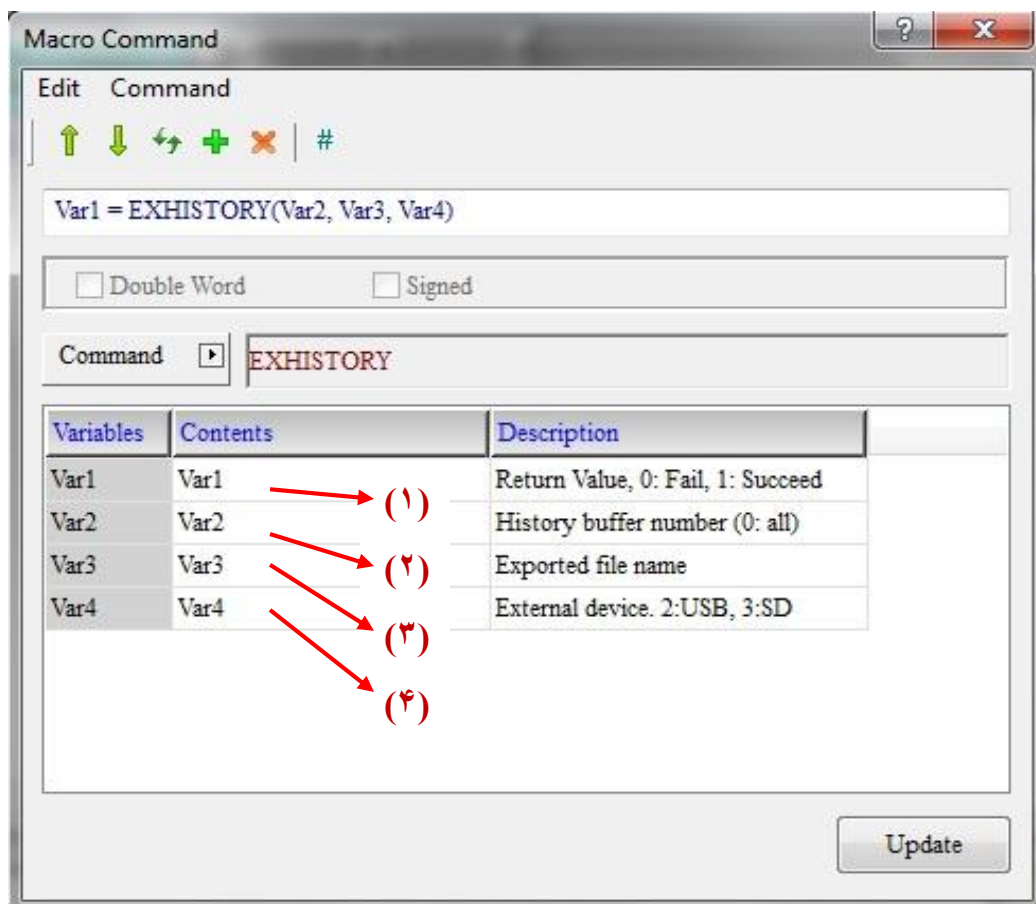 Macro Command
? x
Edit Command
#
Var1 = EXHISTORY(Var2, Var3, Var4)
Double Word Signed
Command EXHISTORY
Variables Contents Description
Var1 Var1 Return Value, 0: Fail, 1: Succeed
(۱)
Var2 Var2 History buffer number (0: all)
(۲)
Var3 Var3 Exported file name
Var4 Var4 External device. 2:USB, 3:SD
(۳)
(۴)
Update